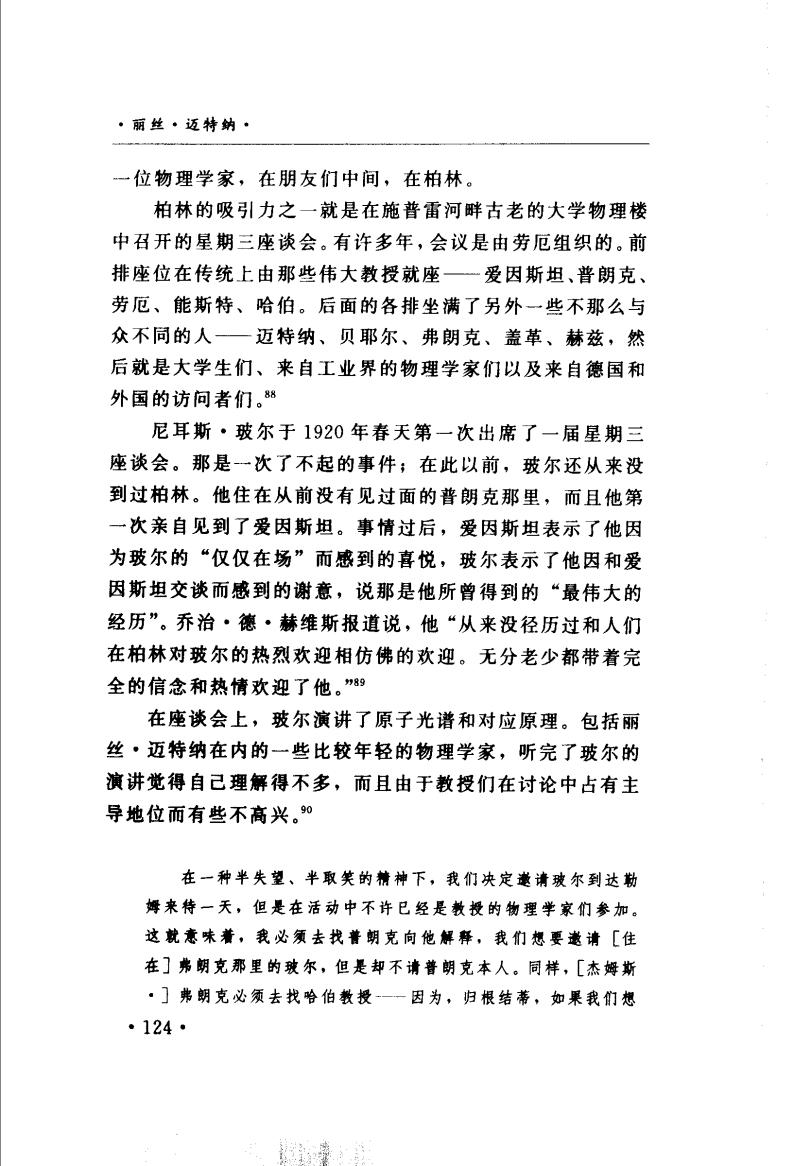 ·丽丝·迈特纳·
一位物理学家，在朋友们中间，在柏林。
柏林的吸引力之一就是在施普雷河畔古老的大学物理楼
中召开的星期三座谈会。有许多年，会议是由劳厄组织的。前
排座位在传统上由那些伟大教授就座——爱因斯坦、普朗克、
劳厄、能斯特、哈伯。后面的各排坐满了另外一些不那么与
众不同的人——迈特纳、贝耶尔、弗朗克、盖革、赫兹，然
后就是大学生们、来自工业界的物理学家们以及来自德国和
外国的访问者们。88
尼耳斯·玻尔于1920年春天第一次出席了一届星期三
座谈会。那是一次了不起的事件；在此以前，玻尔还从来没
到过柏林。他住在从前没有见过面的普朗克那里，而且他第
一次亲自见到了爱因斯坦。事情过后，爱因斯坦表示了他因
为玻尔的“仅仅在场”而感到的喜悦，玻尔表示了他因和爱
因斯坦交谈而感到的谢意，说那是他所曾得到的“最伟大的
经历”。乔治·德·赫维斯报道说，他“从来没径历过和人们
在柏林对玻尔的热烈欢迎相仿佛的欢迎。无分老少都带着完
全的信念和热情欢迎了他。”89
在座谈会上，玻尔演讲了原子光谱和对应原理。包括丽
丝·迈特纳在内的一些比较年轻的物理学家，听完了玻尔的
演讲觉得自己理解得不多，而且由于教授们在讨论中占有主
导地位而有些不高兴。90
在一种半失望、半取笑的精神下，我们决定邀请玻尔到达勒
姆来待一天，但是在活动中不许已经是教授的物理学家们参加。
这就意味着，我必须去找普朗克向他解释，我们想要邀请［住
在］弗朗克那里的玻尔，但是却不请普朗克本人。同样，［杰姆斯
·］弗朗克必须去找哈伯教授——因为，归根结蒂，如果我们想
·124·